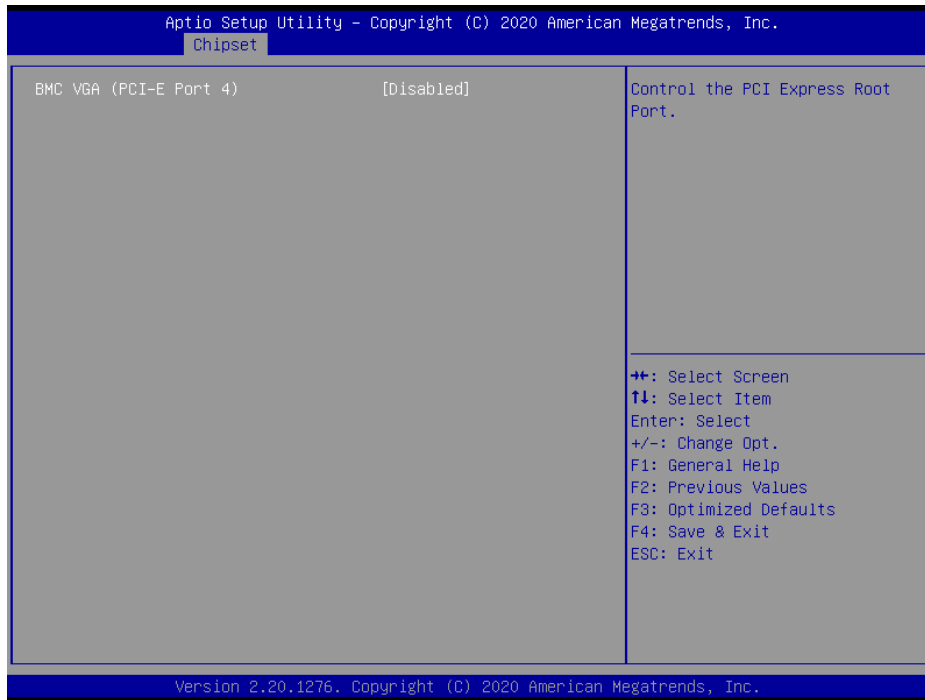 Aptio Setup Utility – Copyright (C) 2020 American Megatrends, Inc.
Chipset
BMC VGA (PCI-E Port 4) [Disabled]
Control the PCI Express Root
Port.
→←: Select Screen
↑↓: Select Item
Enter: Select
+/-: Change Opt.
F1: General Help
F2: Previous Values
F3: Optimized Defaults
F4: Save & Exit
ESC: Exit
Version 2.20.1276. Copyright (C) 2020 American Megatrends, Inc.